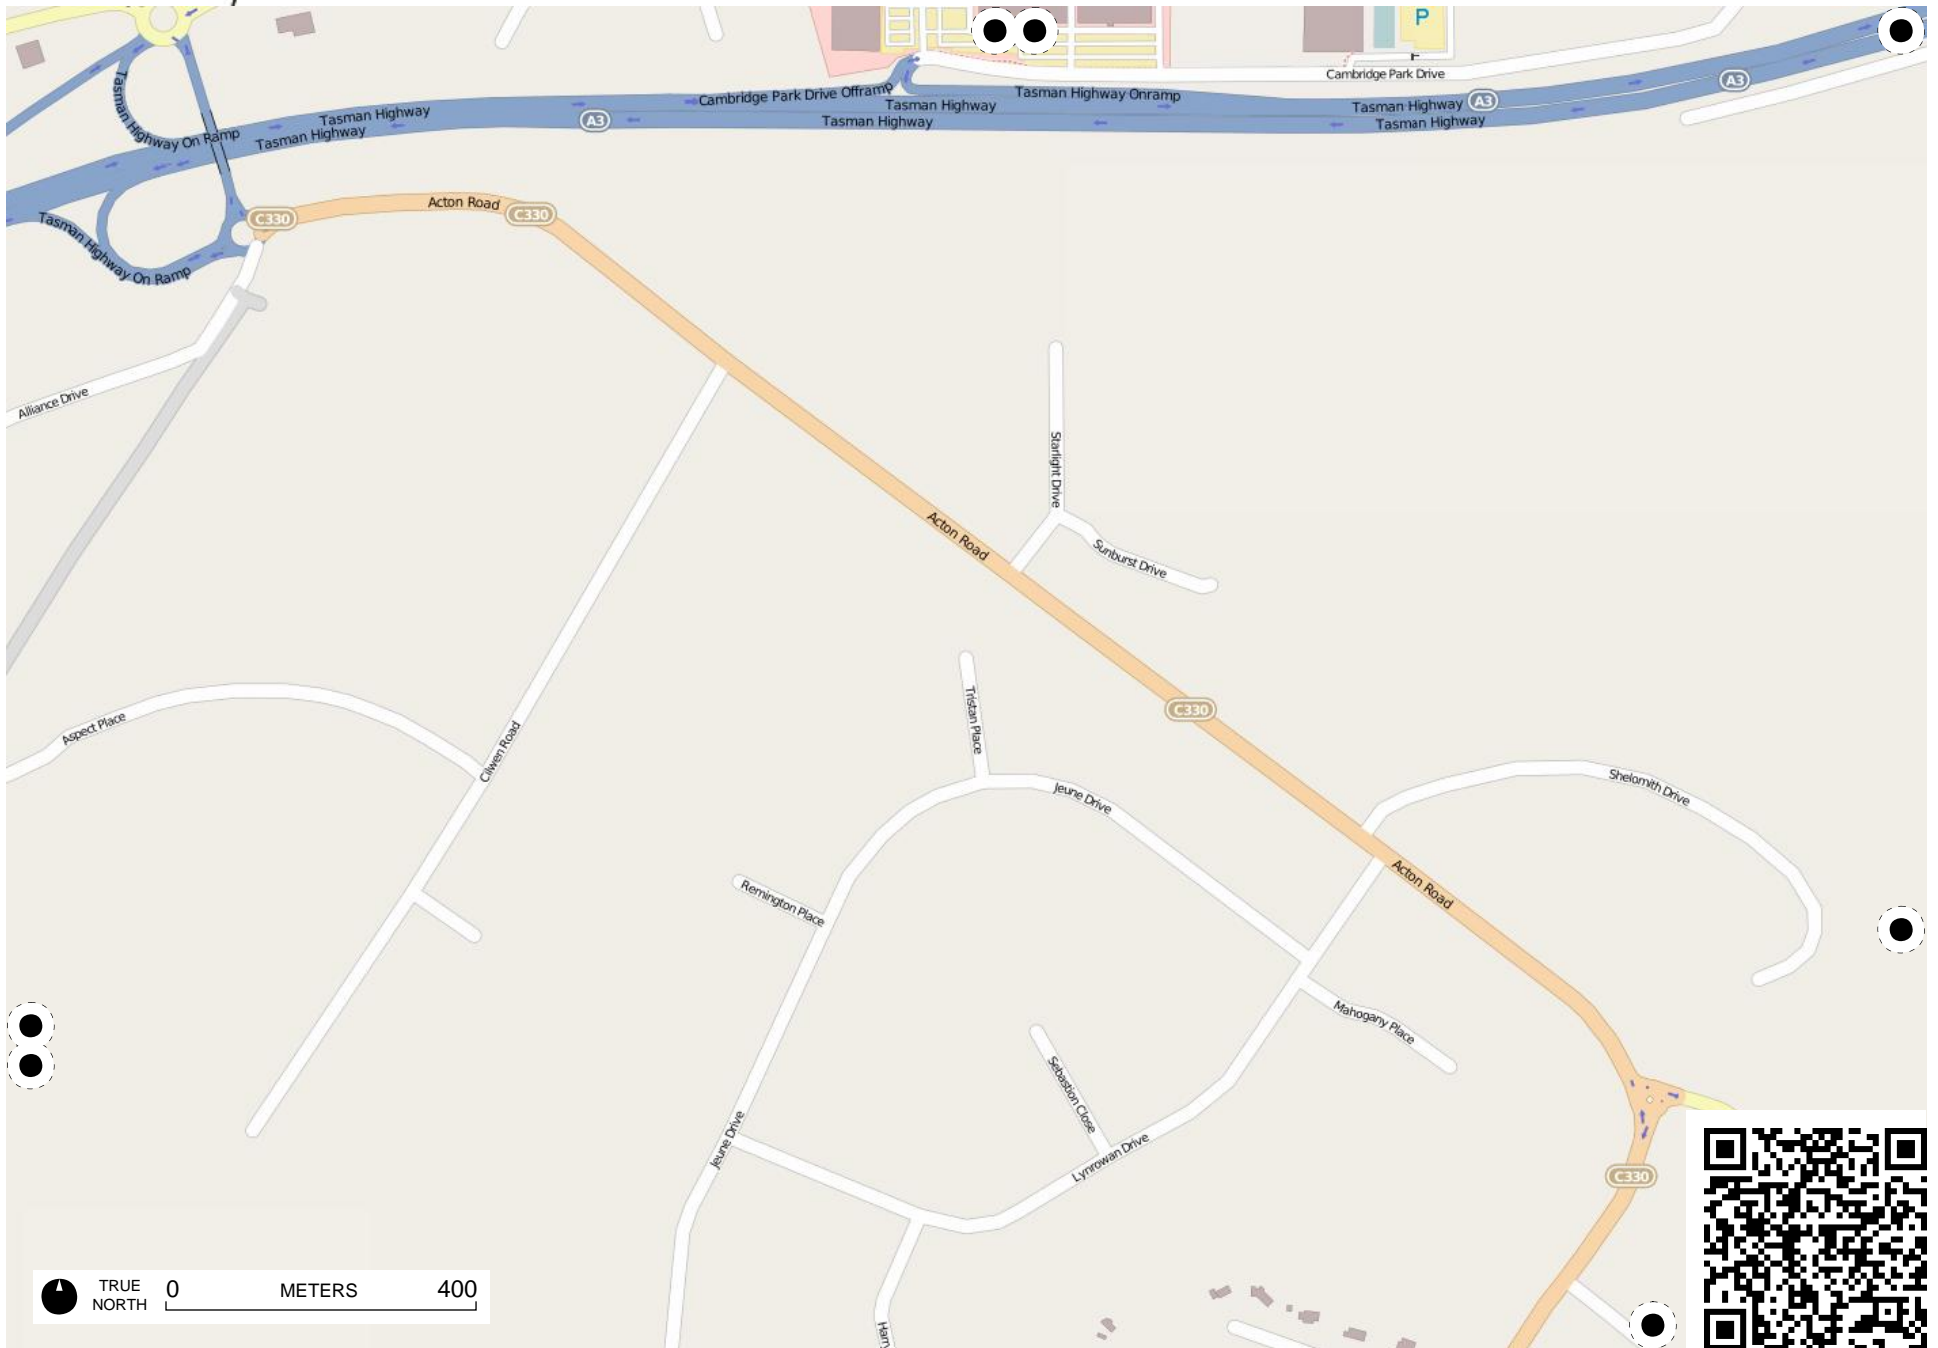 P
Cambridge Park Drive
A3
Cambridge Park Drive Offramp
Tasman Highway Onramp
Tasman Highway
Tasman Highway
Tasman Highway
A3
Tasman Highway On Ramp
Tasman Highway
A3
Tasman Highway
Tasman Highway
Tasman Highway
C330
Acton Road
C330
Tasman Highway On Ramp
Alliance Drive
Starlight Drive
Acton Road
Sunburst Drive
Tristan Place
C330
Aspect Place
Cilwen Road
Jeune Drive
Shelomith Drive
Remington Place
Acton Road
Mahogany Place
Sebastion Close
Jeune Drive
Lynrowan Drive
C330
TRUE
NORTH
0 METERS 400